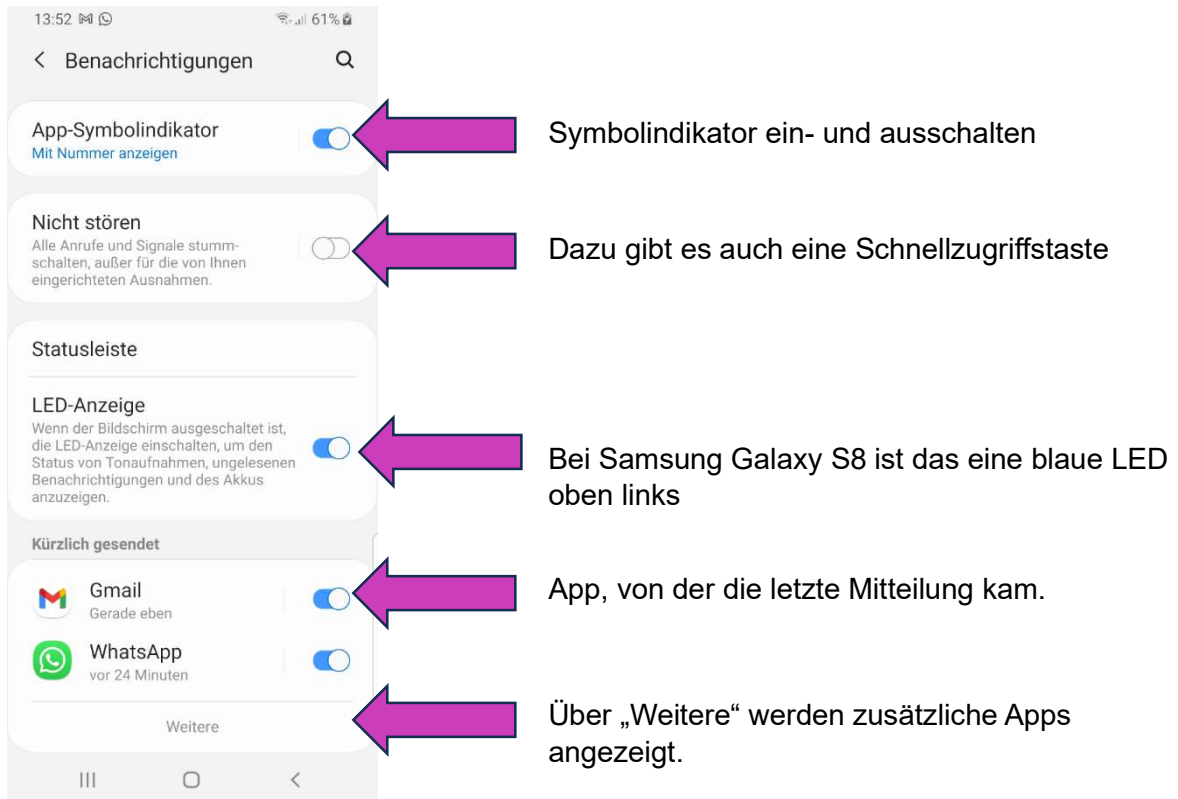 13:52 61%
Benachrichtigungen
App-Symbolindikator
Mit Nummer anzeigen
Symbolindikator ein- und ausschalten
Nicht stören
Alle Anrufe und Signale stumm-
schalten, außer für die von Ihnen
eingerichteten Ausnahmen.
Dazu gibt es auch eine Schnellzugriffstaste
Statusleiste
LED-Anzeige
Wenn der Bildschirm ausgeschaltet ist,
die LED-Anzeige einschalten, um den
Status von Tonaufnahmen, ungelesenen
Benachrichtigungen und des Akkus
anzuzeigen.
Bei Samsung Galaxy S8 ist das eine blaue LED
oben links
Kürzlich gesendet
Gmail
Gerade eben
App, von der die letzte Mitteilung kam.
WhatsApp
vor 24 Minuten
Weitere
Über „Weitere“ werden zusätzliche Apps
angezeigt.